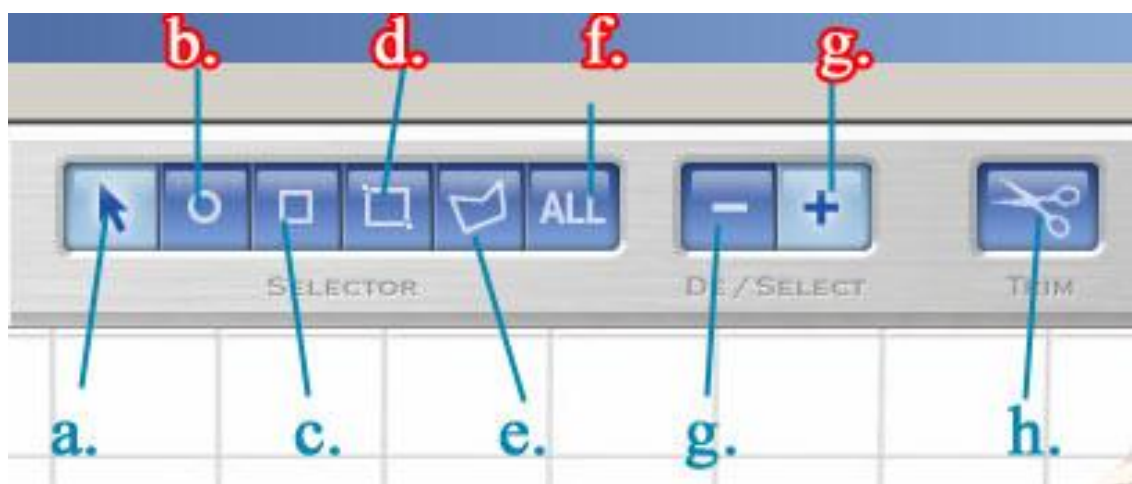 b. d. f. g.
ALL - +
SELECTOR DE / SELECT TRIM
a. c. e. g. h.